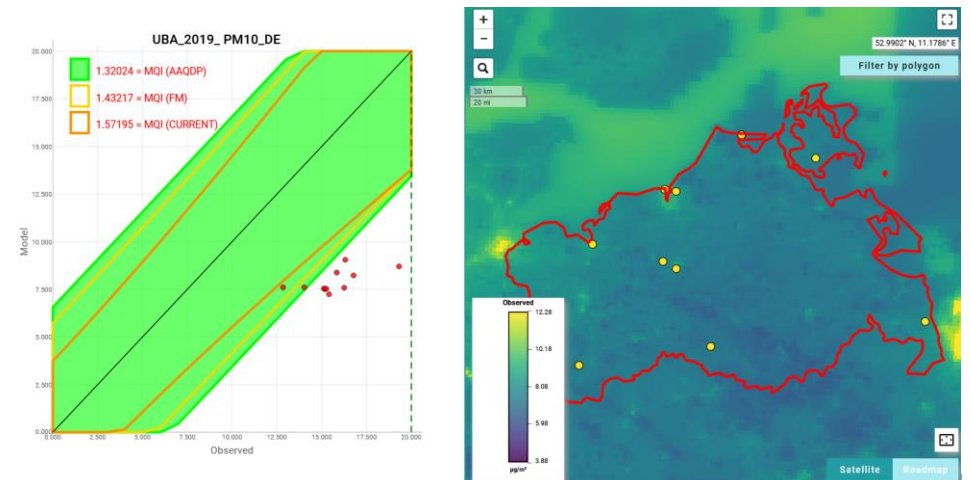 UBA_2019_ PM10_DE
20.000
17.500
15.000
12.500
10.000
7.500
5.000
2.500
0.000
Model
1.32024 = MQI (AAQDP)
1.43217 = MQI (FM)
1.57195 = MQI (CURRENT)
0.000 2.500 5.000 7.500 10.000 12.500 15.000 17.500 20.000
Observed
+
−
52.9902° N, 11.1786° E
Filter by polygon
30 km
20 mi
Observed
12.28
10.18
8.08
5.98
3.88
µg/m³
Satellite Roadmap